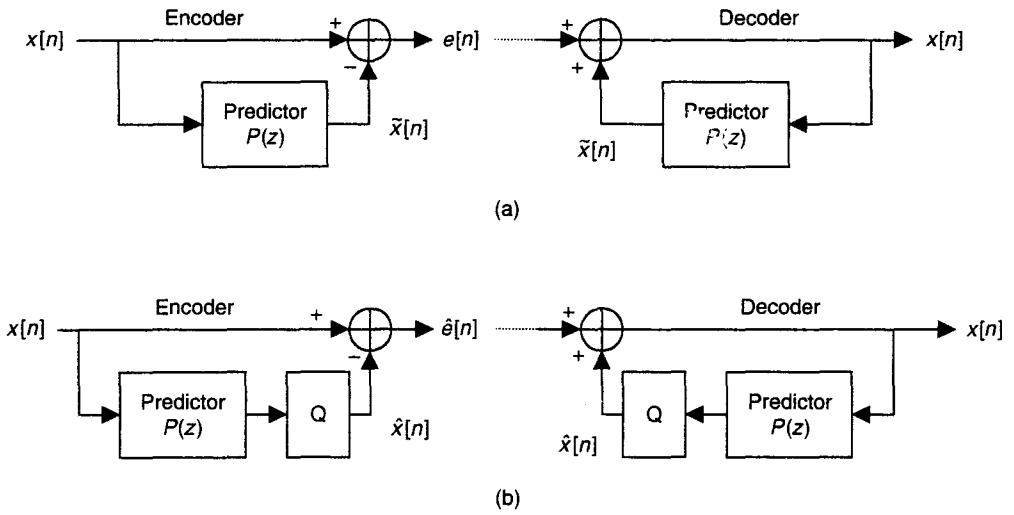 Encoder
Decoder
x[n]
+
−
e[n]
+
+
x[n]
Predictor
P(z)
x̃[n]
x̃[n]
Predictor
P(z)
(a)
Encoder
Decoder
x[n]
+
−
ê[n]
+
+
x[n]
Predictor
P(z)
Q
x̂[n]
x̂[n]
Q
Predictor
P(z)
(b)